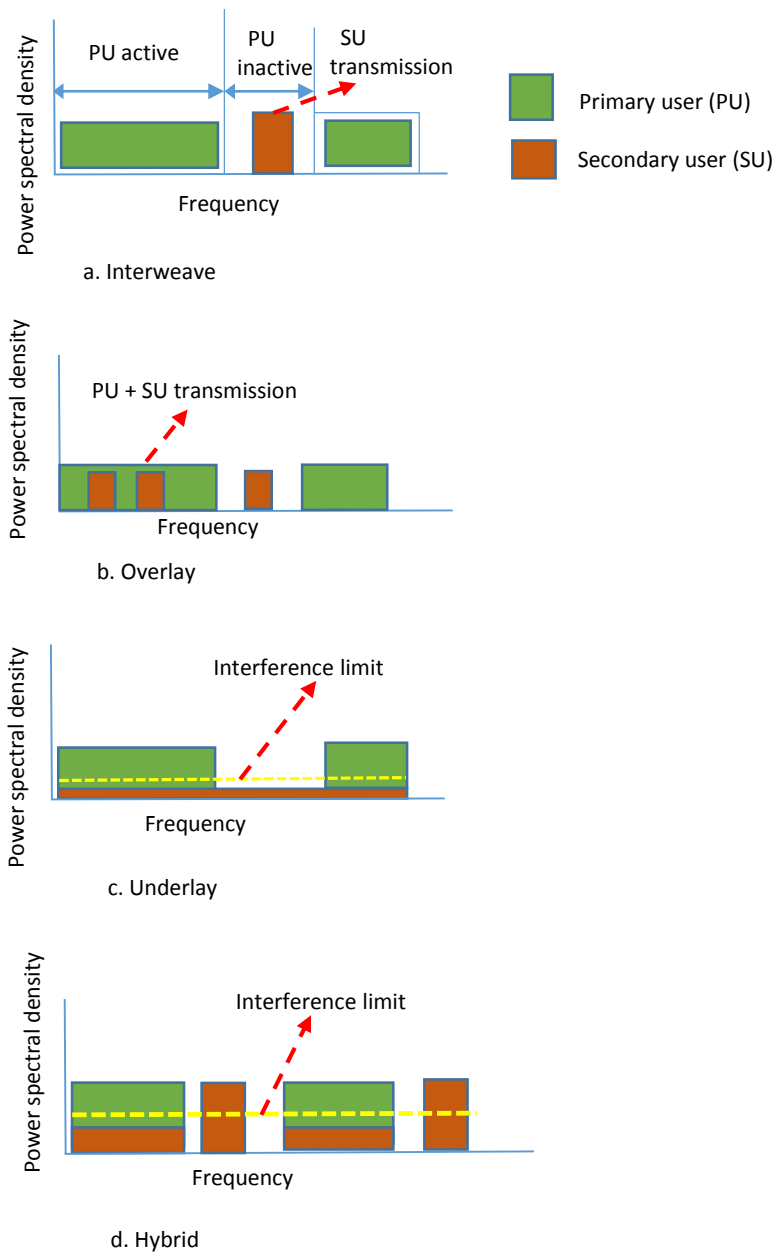 PU active
PU
inactive
SU
transmission
Primary user (PU)
Secondary user (SU)
Power spectral density
Frequency
a. Interweave
Power spectral density
PU + SU transmission
Frequency
b. Overlay
Power spectral density
Interference limit
Frequency
c. Underlay
Power spectral density
Interference limit
Frequency
d. Hybrid